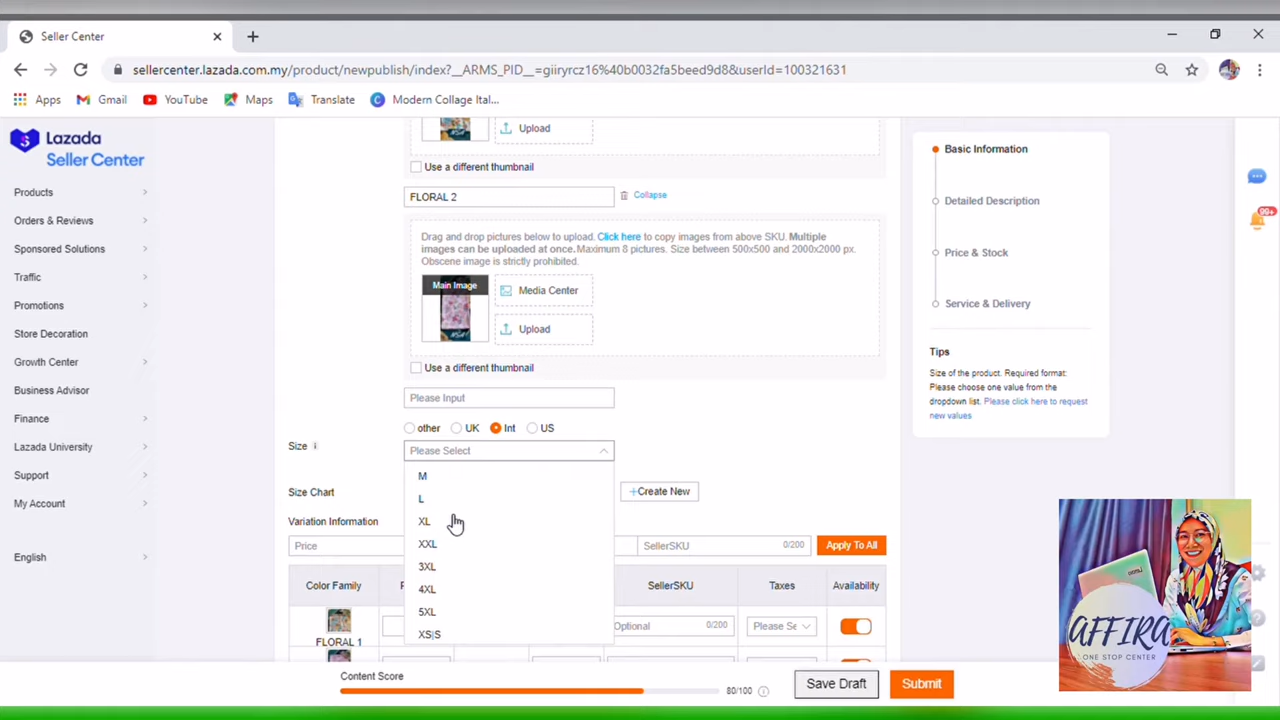 Seller Center
sellercenter.lazada.com.my/product/newpublish/index?__ARMS_PID__=giiryrcz16%40b0032fa5beed9d8&userId=100321631
Apps Gmail YouTube Maps Translate Modern Collage Ital...
Lazada
Seller Center
Products
Orders & Reviews
Sponsored Solutions
Traffic
Promotions
Store Decoration
Growth Center
Business Advisor
Finance
Lazada University
Support
My Account
English
Upload
Use a different thumbnail
FLORAL 2 Collapse
Drag and drop pictures below to upload. Click here to copy images from above SKU. Multiple
images can be uploaded at once. Maximum 8 pictures. Size between 500x500 and 2000x2000 px.
Obscene image is strictly prohibited.
Main Image
Media Center
Upload
Use a different thumbnail
Please Input
other UK Int US
Size
Please Select
M
L
XL
XXL
3XL
4XL
5XL
XS|S
Size Chart
+Create New
Variation Information
Price SellerSKU 0/200 Apply To All
Color Family SellerSKU Taxes Availability
FLORAL 1 Optional 0/200 Please Se
Content Score
80/100
Save Draft Submit
Basic Information
Detailed Description
Price & Stock
Service & Delivery
Tips
Size of the product. Required format:
Please choose one value from the
dropdown list. Please click here to request
new values
99+
AFFIRA
ONE STOP CENTER